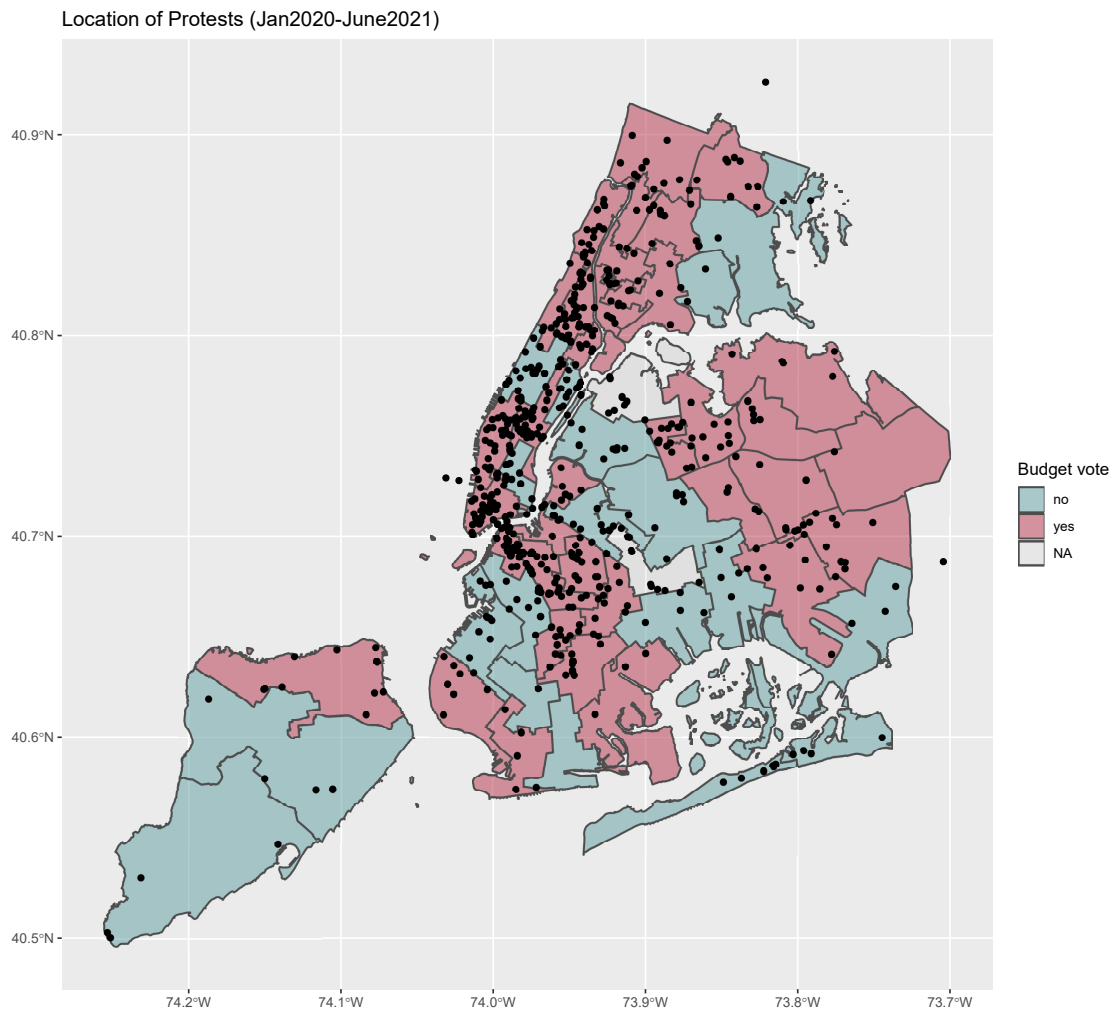 Location of Protests (Jan2020-June2021)
40.9°N
40.8°N
40.7°N
40.6°N
40.5°N
74.2°W 74.1°W 74.0°W 73.9°W 73.8°W 73.7°W
Budget vote
no
yes
NA